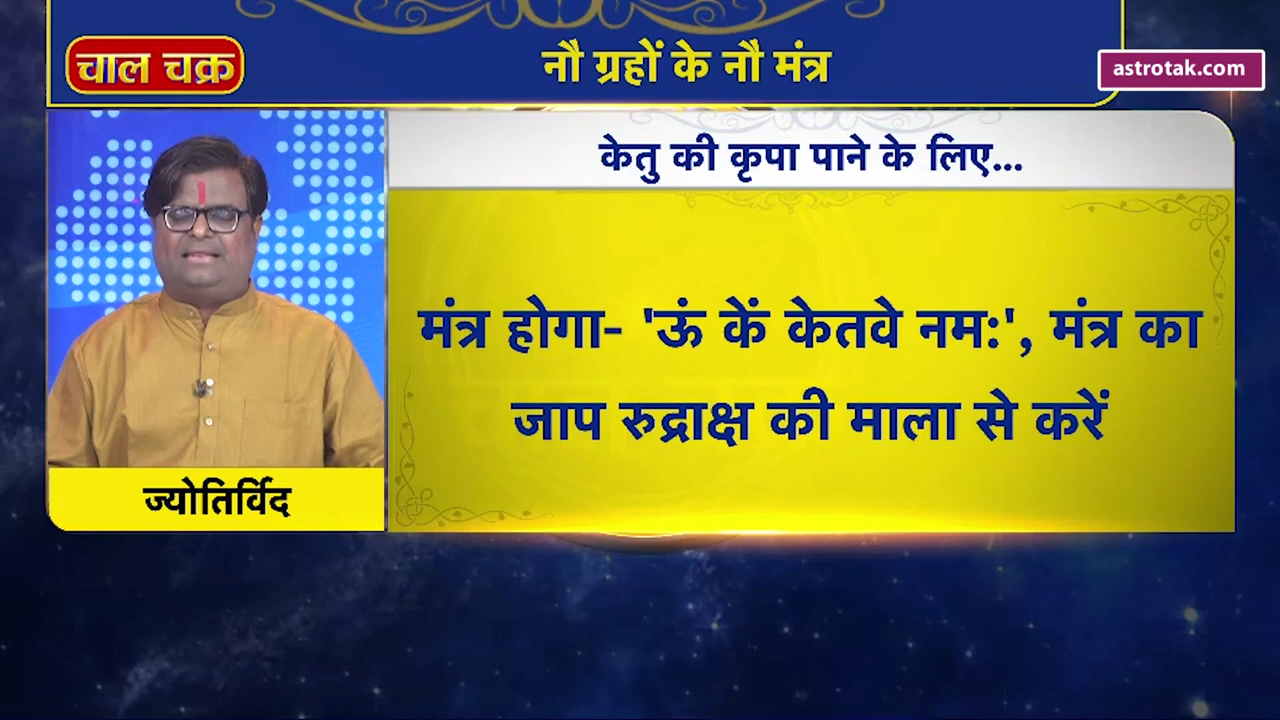 चाल चक्र
नौ ग्रहों के नौ मंत्र
astrotak.com
केतु की कृपा पाने के लिए...
मंत्र होगा- 'ऊं कें केतवे नम:', मंत्र का
जाप रुद्राक्ष की माला से करें
ज्योतिर्विद